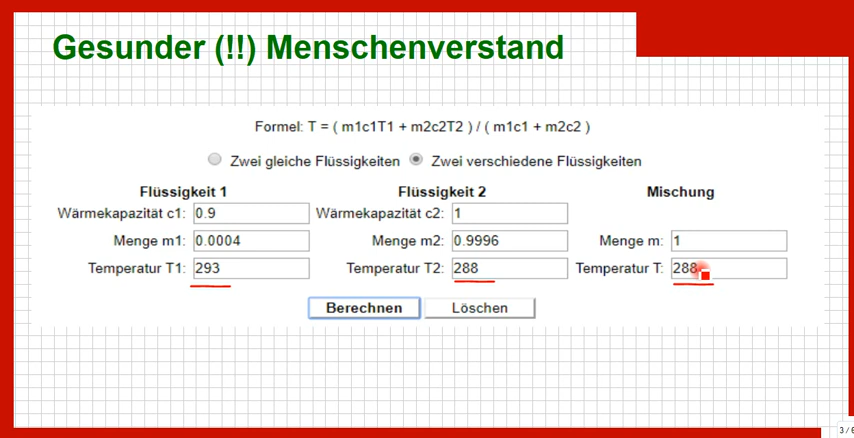 Gesunder (!!) Menschenverstand
Formel: T = ( m1c1T1 + m2c2T2 ) / ( m1c1 + m2c2 )
Zwei gleiche Flüssigkeiten Zwei verschiedene Flüssigkeiten
Flüssigkeit 1 Flüssigkeit 2 Mischung
Wärmekapazität c1: 0.9 Wärmekapazität c2: 1
Menge m1: 0.0004 Menge m2: 0.9996 Menge m: 1
Temperatur T1: 293 Temperatur T2: 288 Temperatur T: 288
Berechnen Löschen
3 / 6